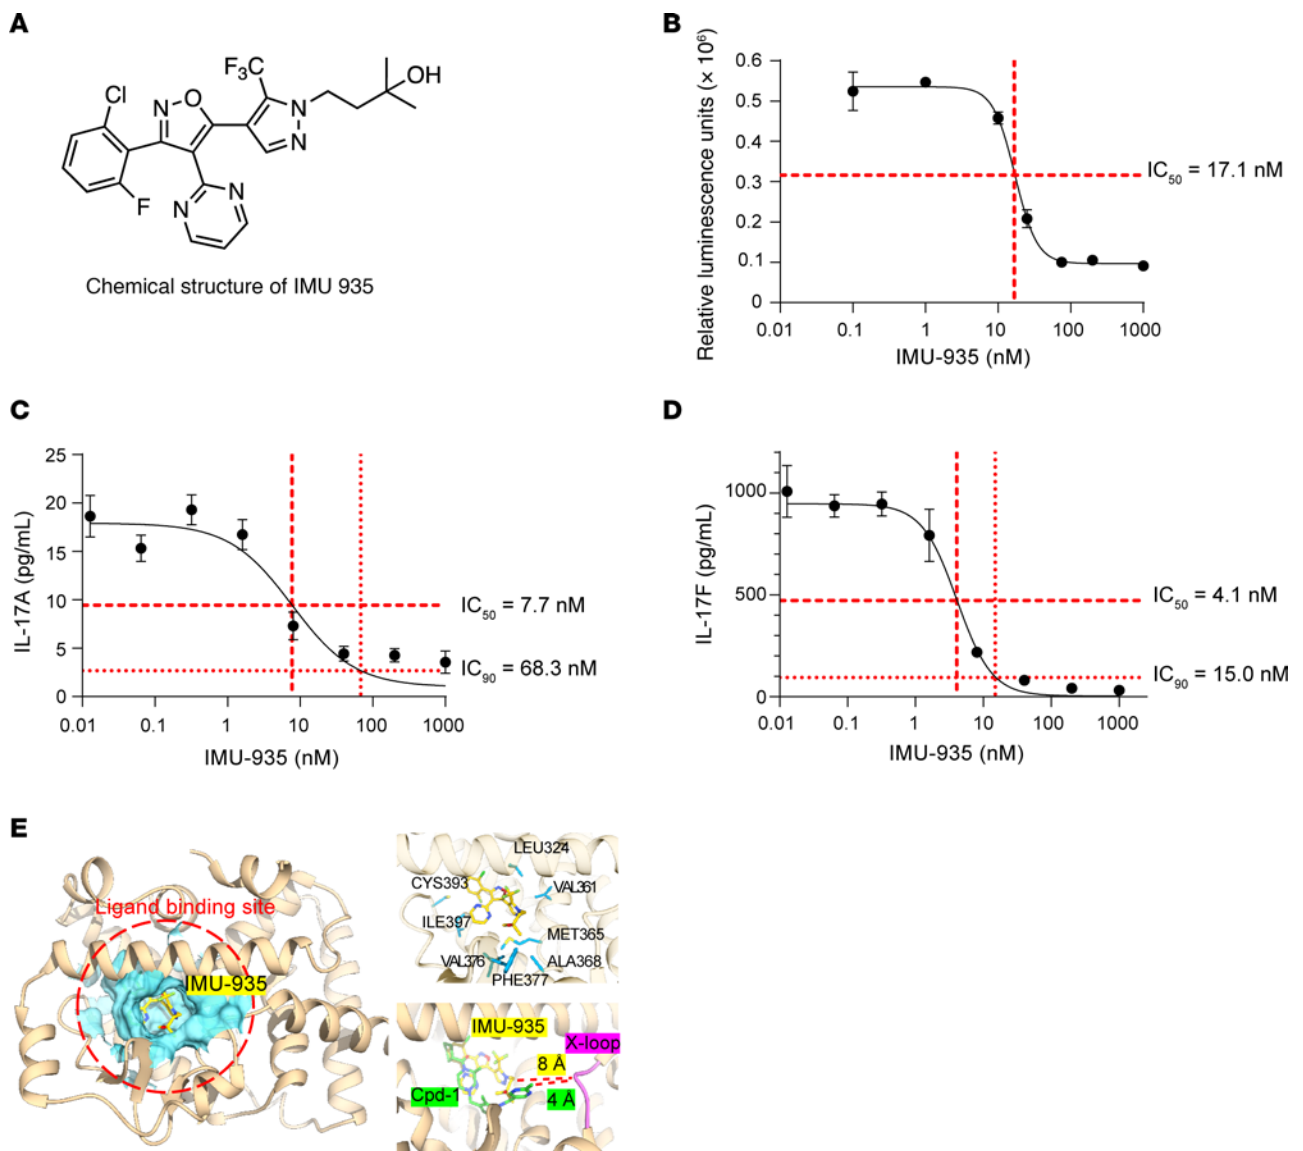 A
Cl
F3C
OH
N
O
N
N
F
N
N
Chemical structure of IMU 935
B
Relative luminescence units (× 10⁶)
0.6
0.5
0.4
0.3
0.2
0.1
0
IC50 = 17.1 nM
0.01 0.1 1 10 100 1000
IMU-935 (nM)
C
IL-17A (pg/mL)
25
20
15
10
5
0
IC50 = 7.7 nM
IC90 = 68.3 nM
0.01 0.1 1 10 100 1000
IMU-935 (nM)
D
IL-17F (pg/mL)
1000
500
0
IC50 = 4.1 nM
IC90 = 15.0 nM
0.01 0.1 1 10 100 1000
IMU-935 (nM)
E
Ligand binding site
IMU-935
LEU324
CYS393
VAL361
ILE397
MET365
VAL376
ALA368
PHE377
IMU-935
X-loop
8 Å
Cpd-1
4 Å